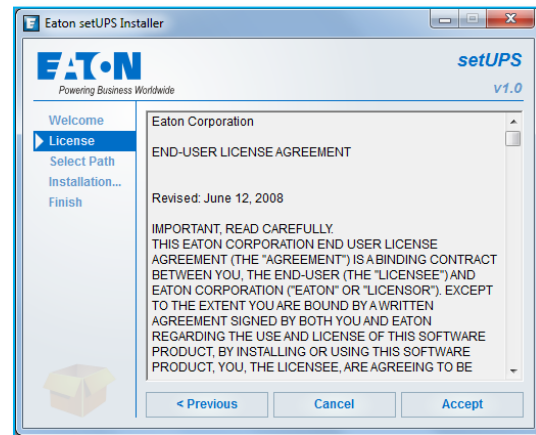 Eaton setUPS Installer
EATON
Powering Business Worldwide
setUPS
v1.0
Welcome
License
Select Path
Installation...
Finish
Eaton Corporation
END-USER LICENSE AGREEMENT
Revised: June 12, 2008
IMPORTANT, READ CAREFULLY.
THIS EATON CORPORATION END USER LICENSE
AGREEMENT (THE "AGREEMENT") IS A BINDING CONTRACT
BETWEEN YOU, THE END-USER (THE "LICENSEE") AND
EATON CORPORATION ("EATON" OR "LICENSOR"). EXCEPT
TO THE EXTENT YOU ARE BOUND BY A WRITTEN
AGREEMENT SIGNED BY BOTH YOU AND EATON
REGARDING THE USE AND LICENSE OF THIS SOFTWARE
PRODUCT, BY INSTALLING OR USING THIS SOFTWARE
PRODUCT, YOU, THE LICENSEE, ARE AGREEING TO BE
< Previous
Cancel
Accept